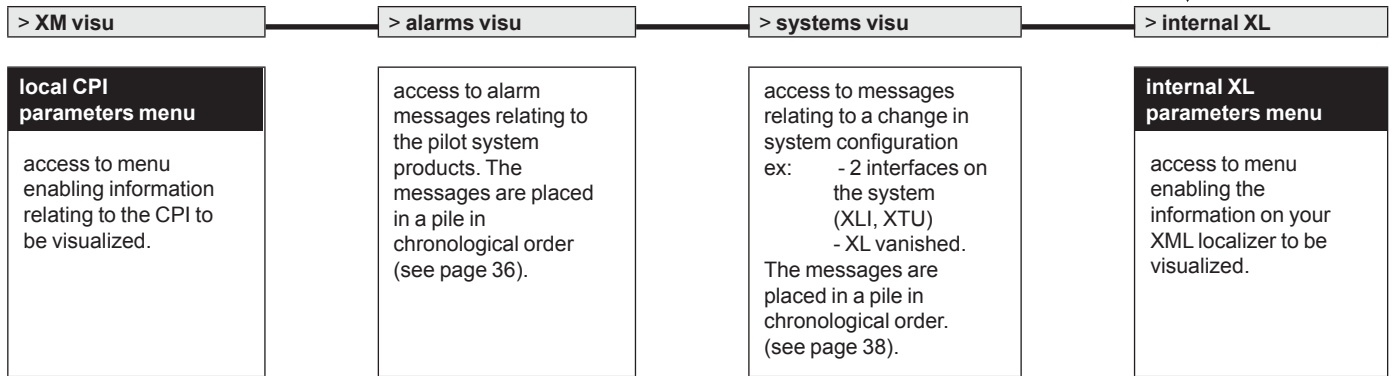 > XM visu
> alarms visu
> systems visu
> internal XL
local CPI
parameters menu
access to menu
enabling information
relating to the CPI to
be visualized.
access to alarm
messages relating to
the pilot system
products. The
messages are placed
in a pile in
chronological order
(see page 36).
access to messages
relating to a change in
system configuration
ex: - 2 interfaces on
the system
(XLI, XTU)
- XL vanished.
The messages are
placed in a pile in
chronological order.
(see page 38).
internal XL
parameters menu
access to menu
enabling the
information on your
XML localizer to be
visualized.